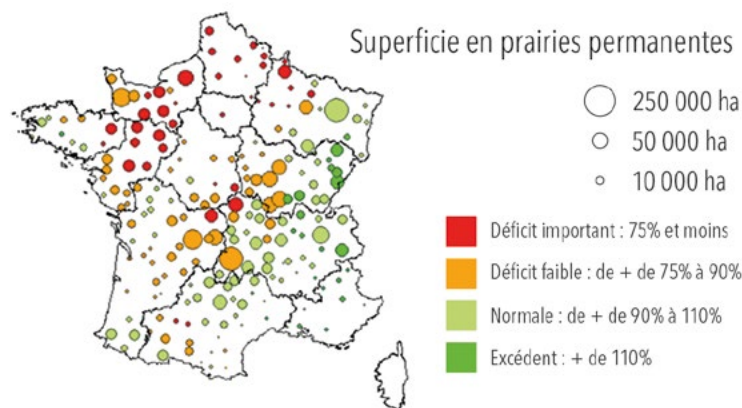 Superficie en prairies permanentes
250 000 ha
50 000 ha
10 000 ha
Déficit important : 75% et moins
Déficit faible : de + de 75% à 90%
Normale : de + de 90% à 110%
Excédent : + de 110%